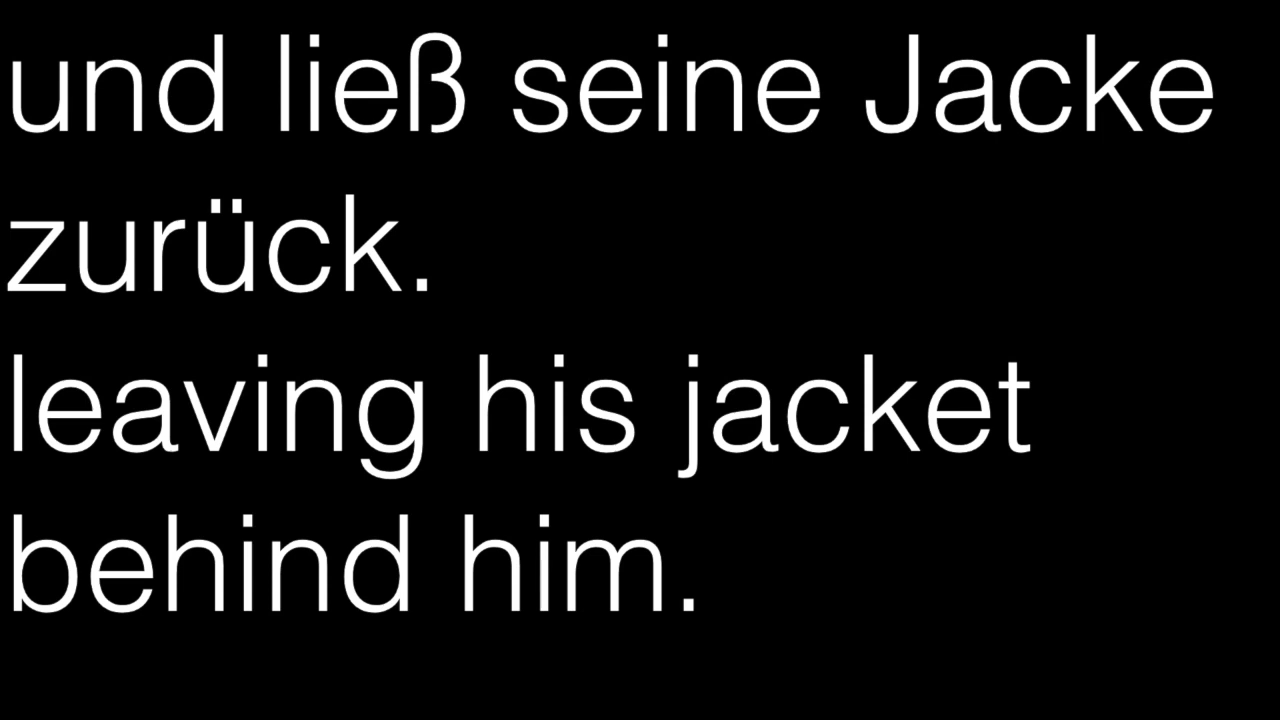 und ließ seine Jacke
zurück.
leaving his jacket
behind him.